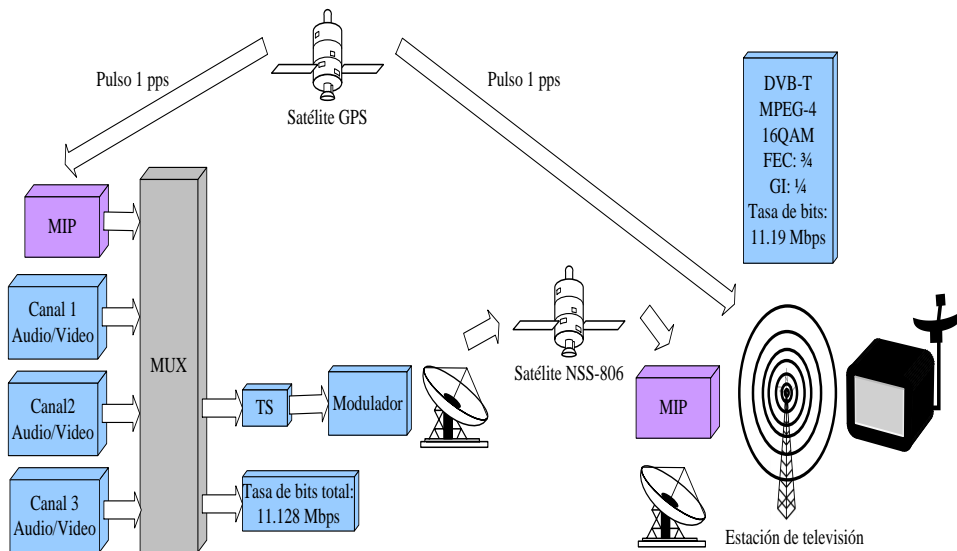 Pulso 1 pps
Satélite GPS
Pulso 1 pps
DVB-T
MPEG-4
16QAM
FEC: ¾
GI: ¼
Tasa de bits:
11.19 Mbps
MIP
Canal 1
Audio/Video
Canal2
Audio/Video
Canal 3
Audio/Video
MUX
TS
Modulador
Tasa de bits total:
11.128 Mbps
Satélite NSS-806
MIP
Estación de televisión